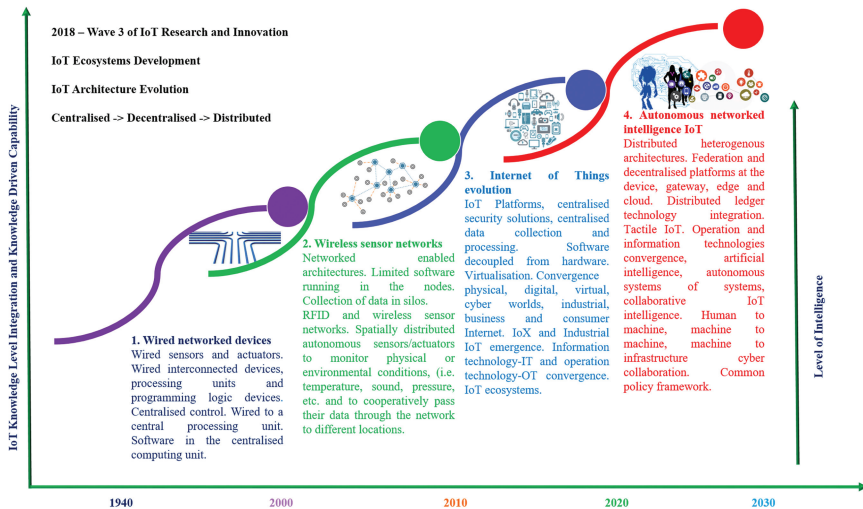 2018 – Wave 3 of IoT Research and Innovation
IoT Ecosystems Development
IoT Architecture Evolution
Centralised -> Decentralised -> Distributed
IoT Knowledge Level Integration and Knowledge Driven Capability
1. Wired networked devices
Wired sensors and actuators.
Wired interconnected devices,
processing units and
programming logic devices.
Centralised control. Wired to a
central processing unit.
Software in the centralised
computing unit.
2. Wireless sensor networks
Networked enabled
architectures. Limited software
running in the nodes.
Collection of data in silos.
RFID and wireless sensor
networks. Spatially distributed
autonomous sensors/actuators
to monitor physical or
environmental conditions, (i.e.
temperature, sound, pressure,
etc. and to cooperatively pass
their data through the network
to different locations.
3. Internet of Things
evolution
IoT Platforms, centralised
security solutions, centralised
data collection and
processing. Software
decoupled from hardware.
Virtualisation. Convergence
physical, digital, virtual,
cyber worlds, industrial,
business and consumer
Internet. IoX and Industrial
IoT emergence. Information
technology-IT and operation
technology-OT convergence.
IoT ecosystems.
4. Autonomous networked
intelligence IoT
Distributed heterogenous
architectures. Federation and
decentralised platforms at the
device, gateway, edge and
cloud. Distributed ledger
technology integration.
Tactile IoT. Operation and
information technologies
convergence, artificial
intelligence, autonomous
systems of systems,
collaborative IoT
intelligence. Human to
machine, machine to
machine, machine to
infrastructure cyber
collaboration. Common
policy framework.
Level of Intelligence
1940
2000
2010
2020
2030